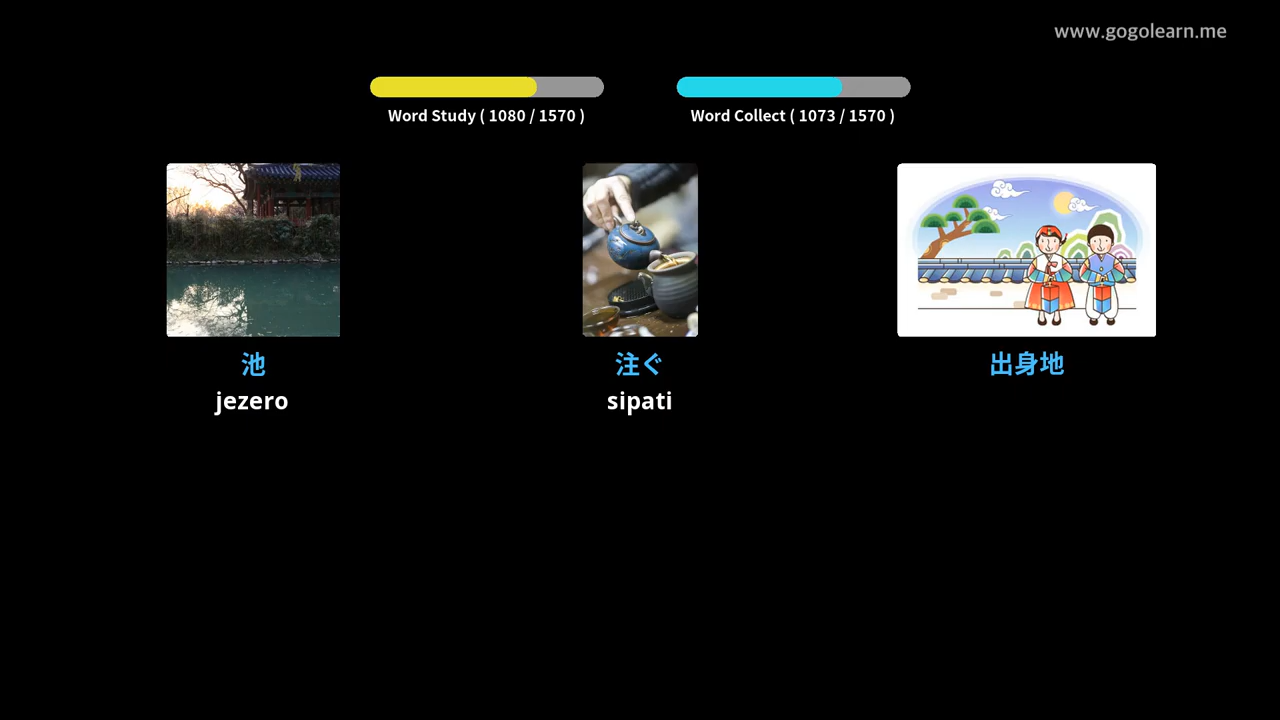 www.gogolearn.me
Word Study ( 1080 / 1570 )
Word Collect ( 1073 / 1570 )
池
jezero
注ぐ
sipati
出身地